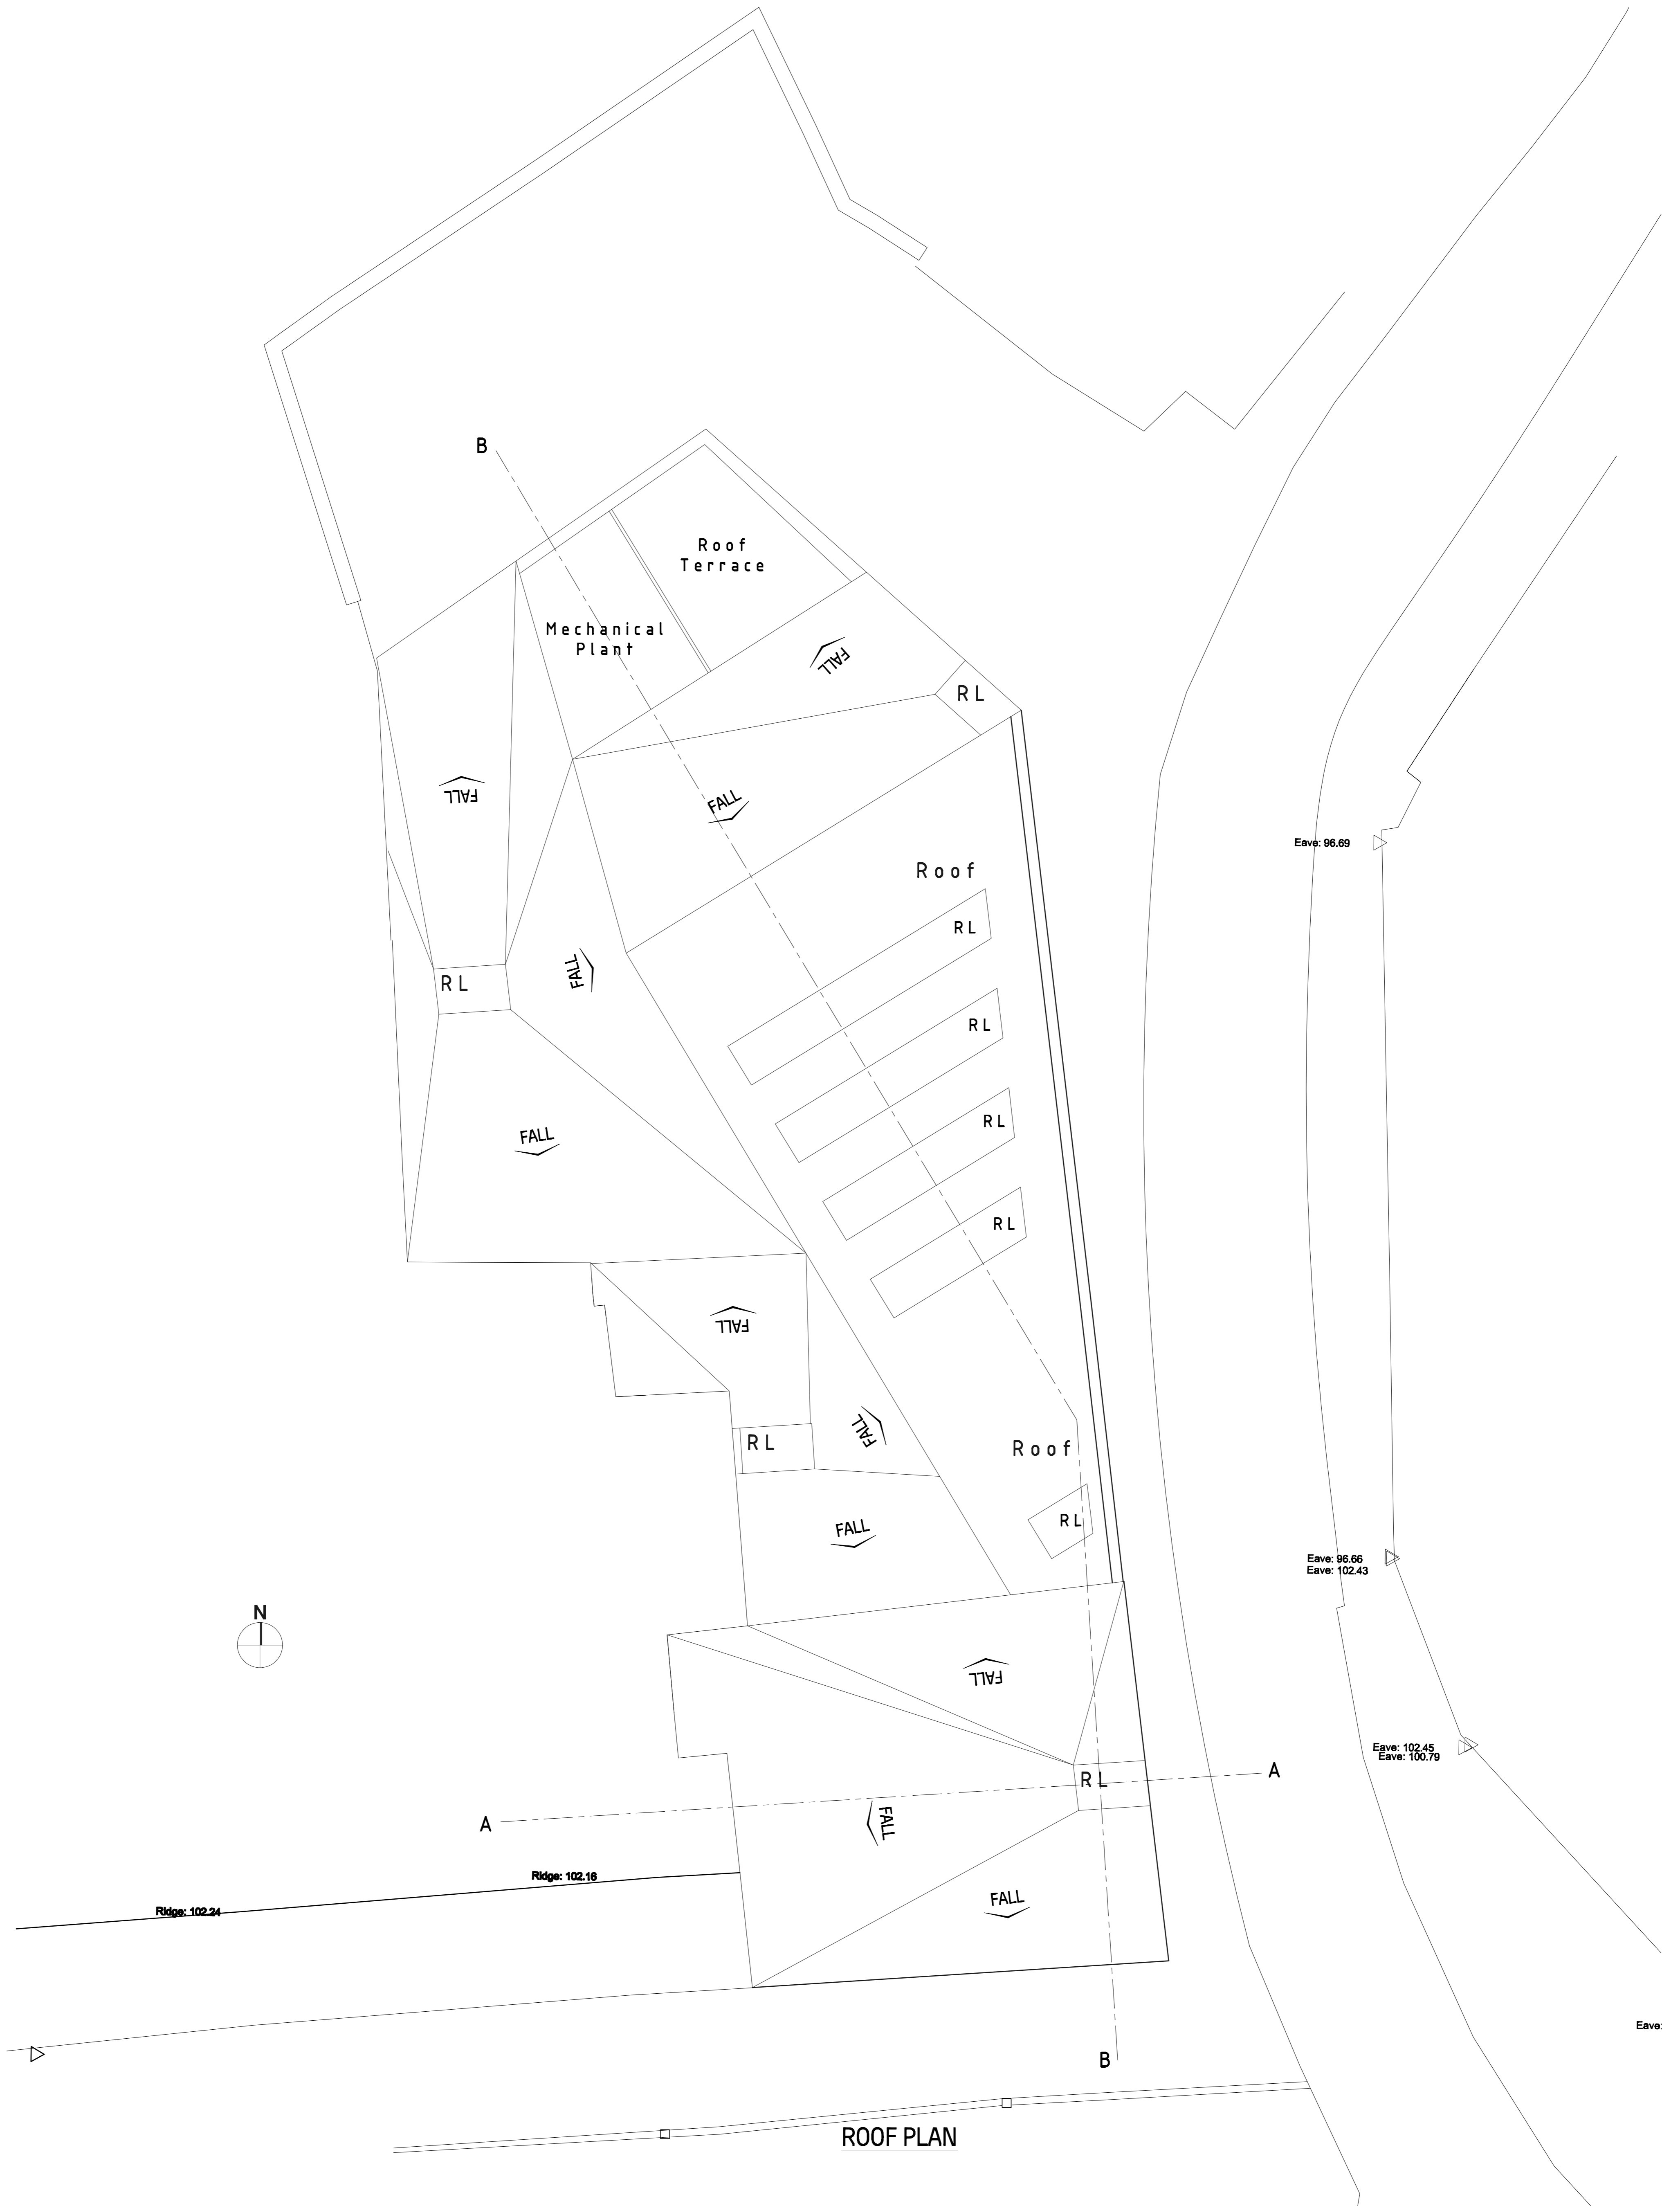 B
Roof
Terrace
Mechanical
Plant
FALL
RL
FALL
FALL
Eave: 96.69
Roof
RL
FALL
RL
RL
RL
FALL
RL
FALL
FALL
Roof
RL
RL
FALL
Eave: 96.66
Eave: 102.43
N
FALL
Eave: 102.45
Eave: 100.79
A
RL
A
FALL
Ridge: 102.16
FALL
Ridge: 102.24
Eave:
B
ROOF PLAN